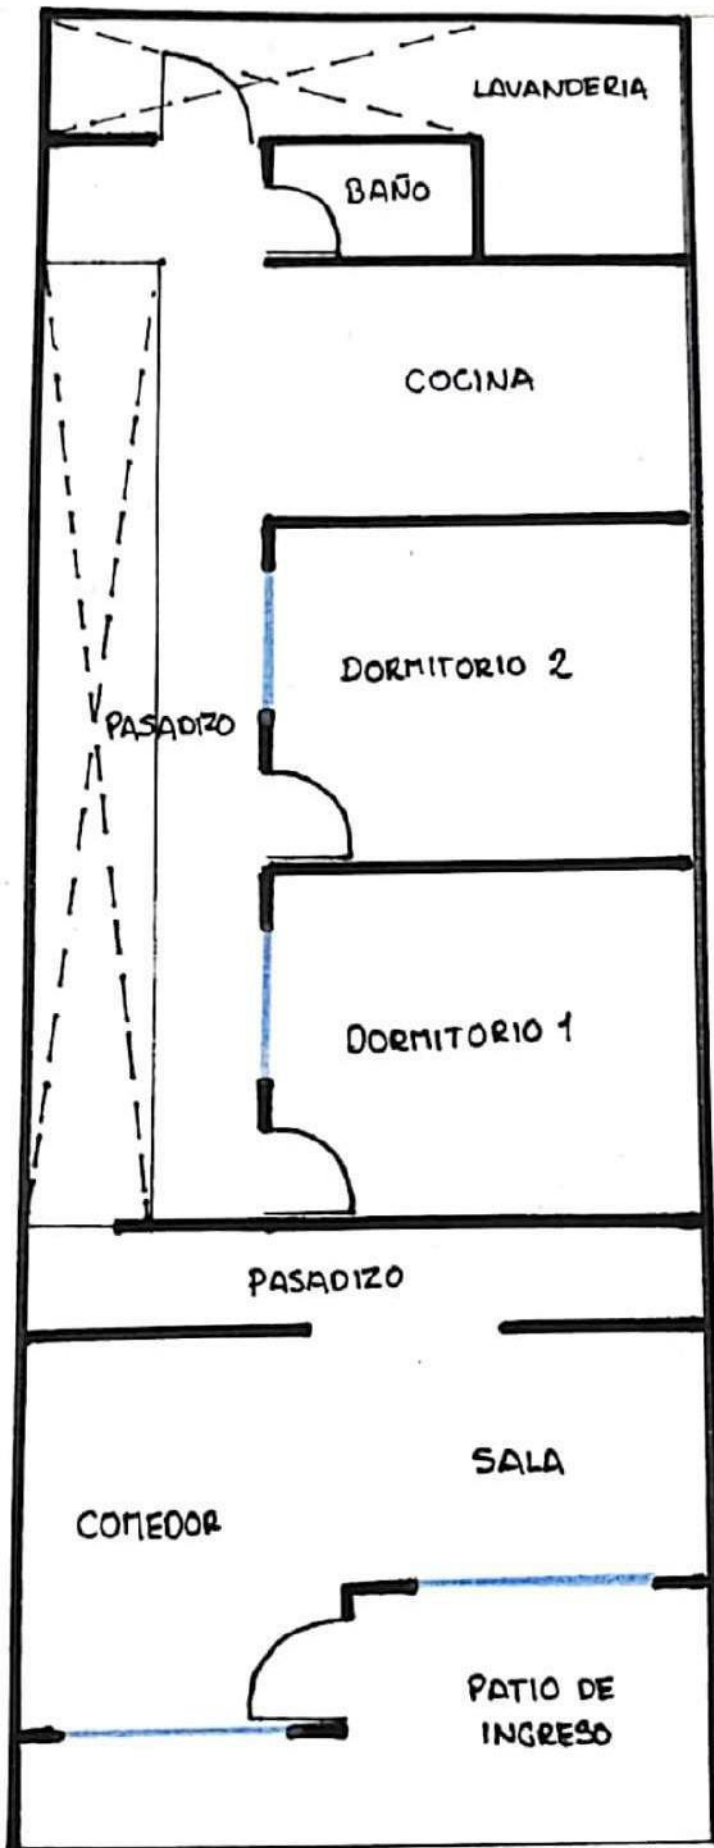 LAVANDERIA
BAÑO
COCINA
DORMITORIO 2
PASADIZO
DORMITORIO 1
PASADIZO
SALA
COMEDOR
PATIO DE
INGRESO